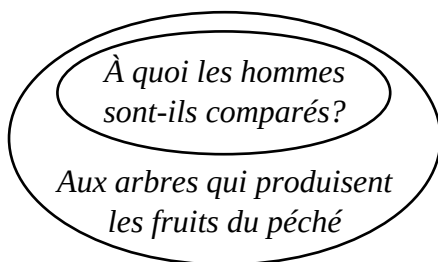 À quoi les hommes
sont-ils comparés?
Aux arbres qui produisent
les fruits du péché